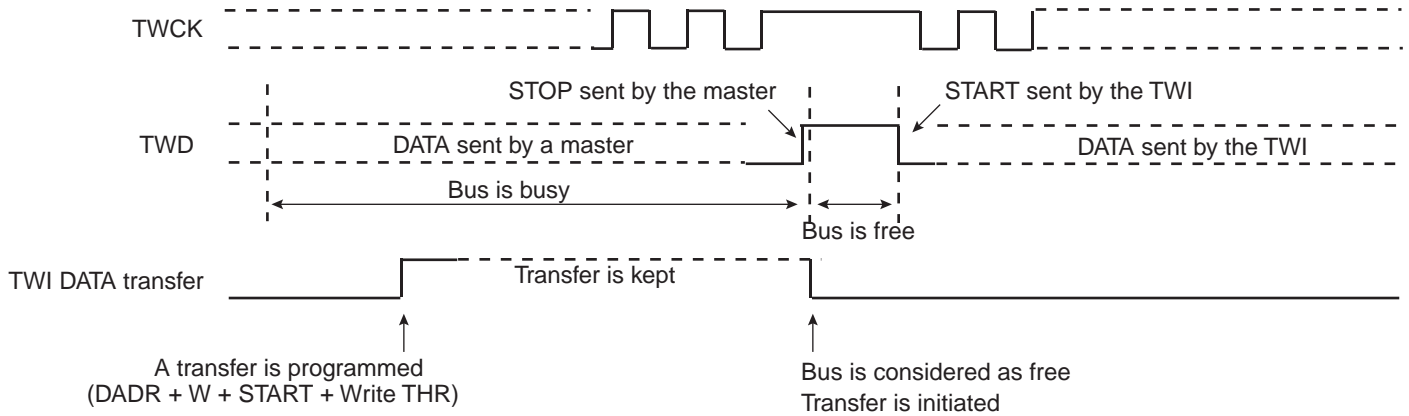 TWCK
STOP sent by the master
START sent by the TWI
TWD
DATA sent by a master
DATA sent by the TWI
Bus is busy
Bus is free
TWI DATA transfer
Transfer is kept
A transfer is programmed
(DADR + W + START + Write THR)
Bus is considered as free
Transfer is initiated